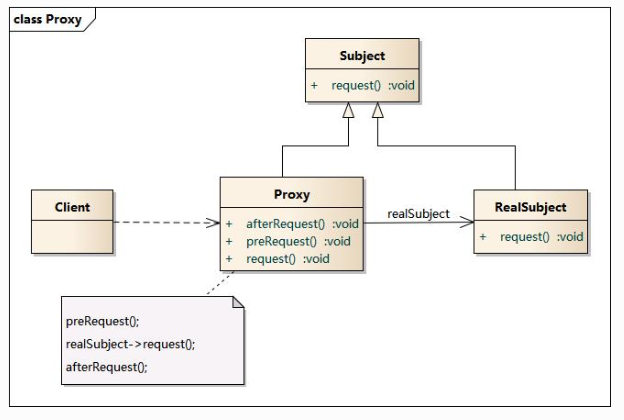 class Proxy
Subject
+ request() :void
Client
Proxy
+ afterRequest() :void
+ preRequest() :void
+ request() :void
realSubject
RealSubject
+ request() :void
preRequest();
realSubject->request();
afterRequest();